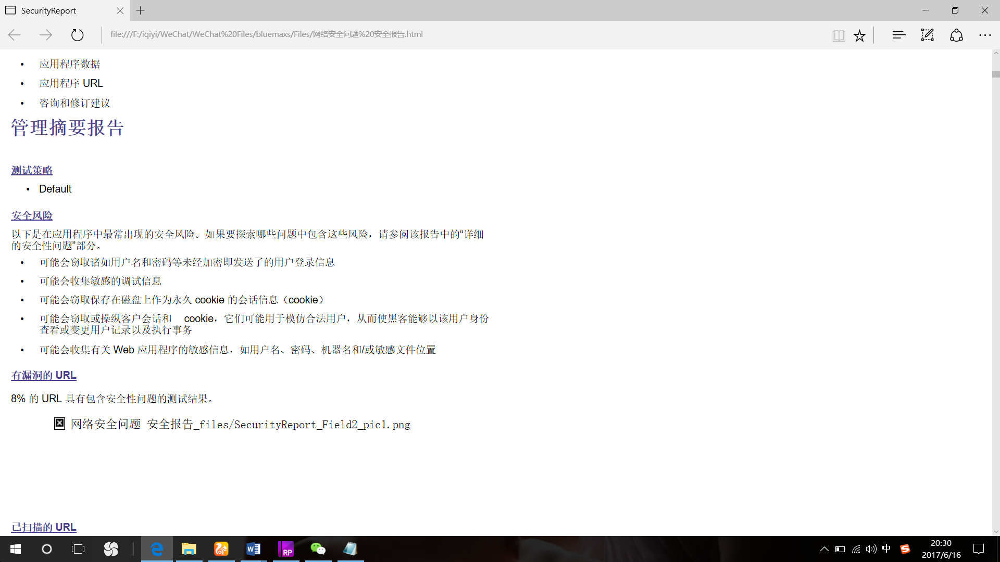 SecurityReport
file:///F:/iqiyi/WeChat/WeChat%20Files/bluemaxs/Files/网络安全问题%20安全报告.html
• 应用程序数据
• 应用程序 URL
• 咨询和修订建议
管理摘要报告
测试策略
• Default
安全风险
以下是在应用程序中最常出现的安全风险。如果要探索哪些问题中包含这些风险，请参阅该报告中的“详细
的安全性问题”部分。
• 可能会窃取诸如用户名和密码等未经加密即发送了的用户登录信息
• 可能会收集敏感的调试信息
• 可能会窃取保存在磁盘上作为永久 cookie 的会话信息（cookie）
• 可能会窃取或操纵客户会话和 cookie，它们可能用于模仿合法用户，从而使黑客能够以该用户身份
查看或变更用户记录以及执行事务
• 可能会收集有关 Web 应用程序的敏感信息，如用户名、密码、机器名和/或敏感文件位置
有漏洞的 URL
8% 的 URL 具有包含安全性问题的测试结果。
网络安全问题 安全报告_files/SecurityReport_Field2_pic1.png
已扫描的 URL
RP
中
20:30
2017/6/16